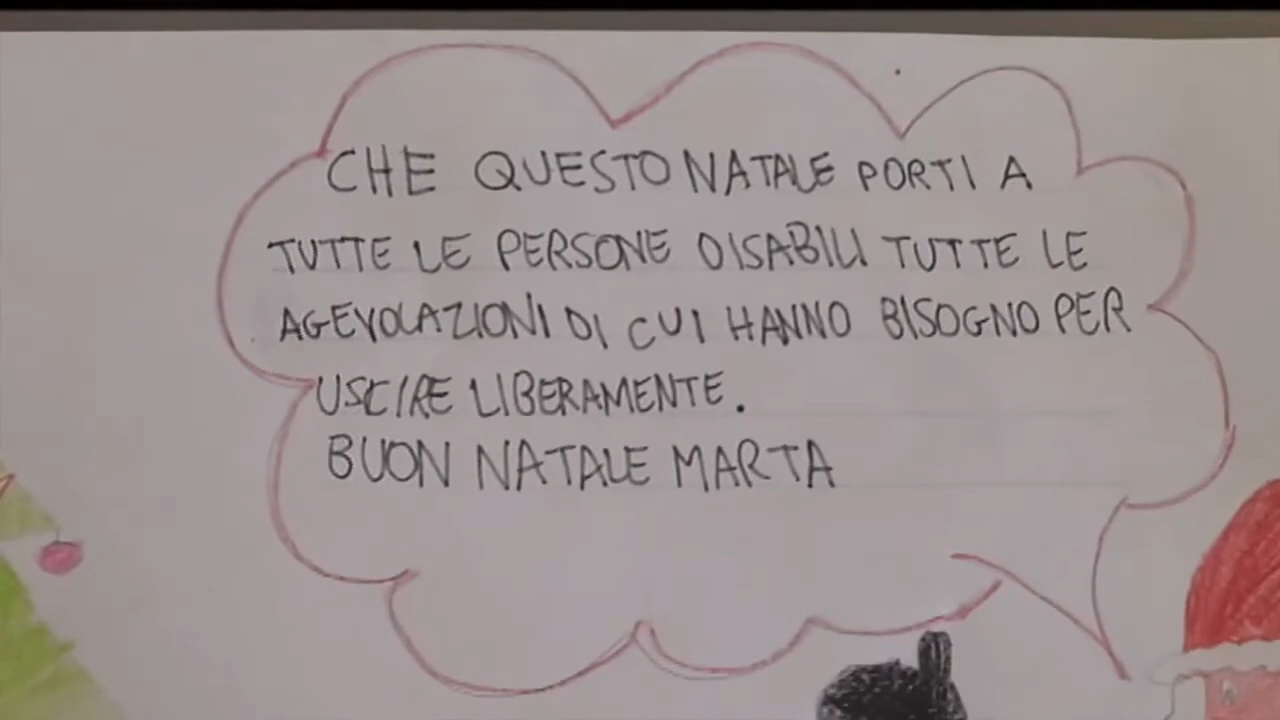 CHE QUESTO NATALE PORTI A
TUTTE LE PERSONE DISABILI TUTTE LE
AGEVOLAZIONI DI CUI HANNO BISOGNO PER
USCIRE LIBERAMENTE.
BUON NATALE MARTA